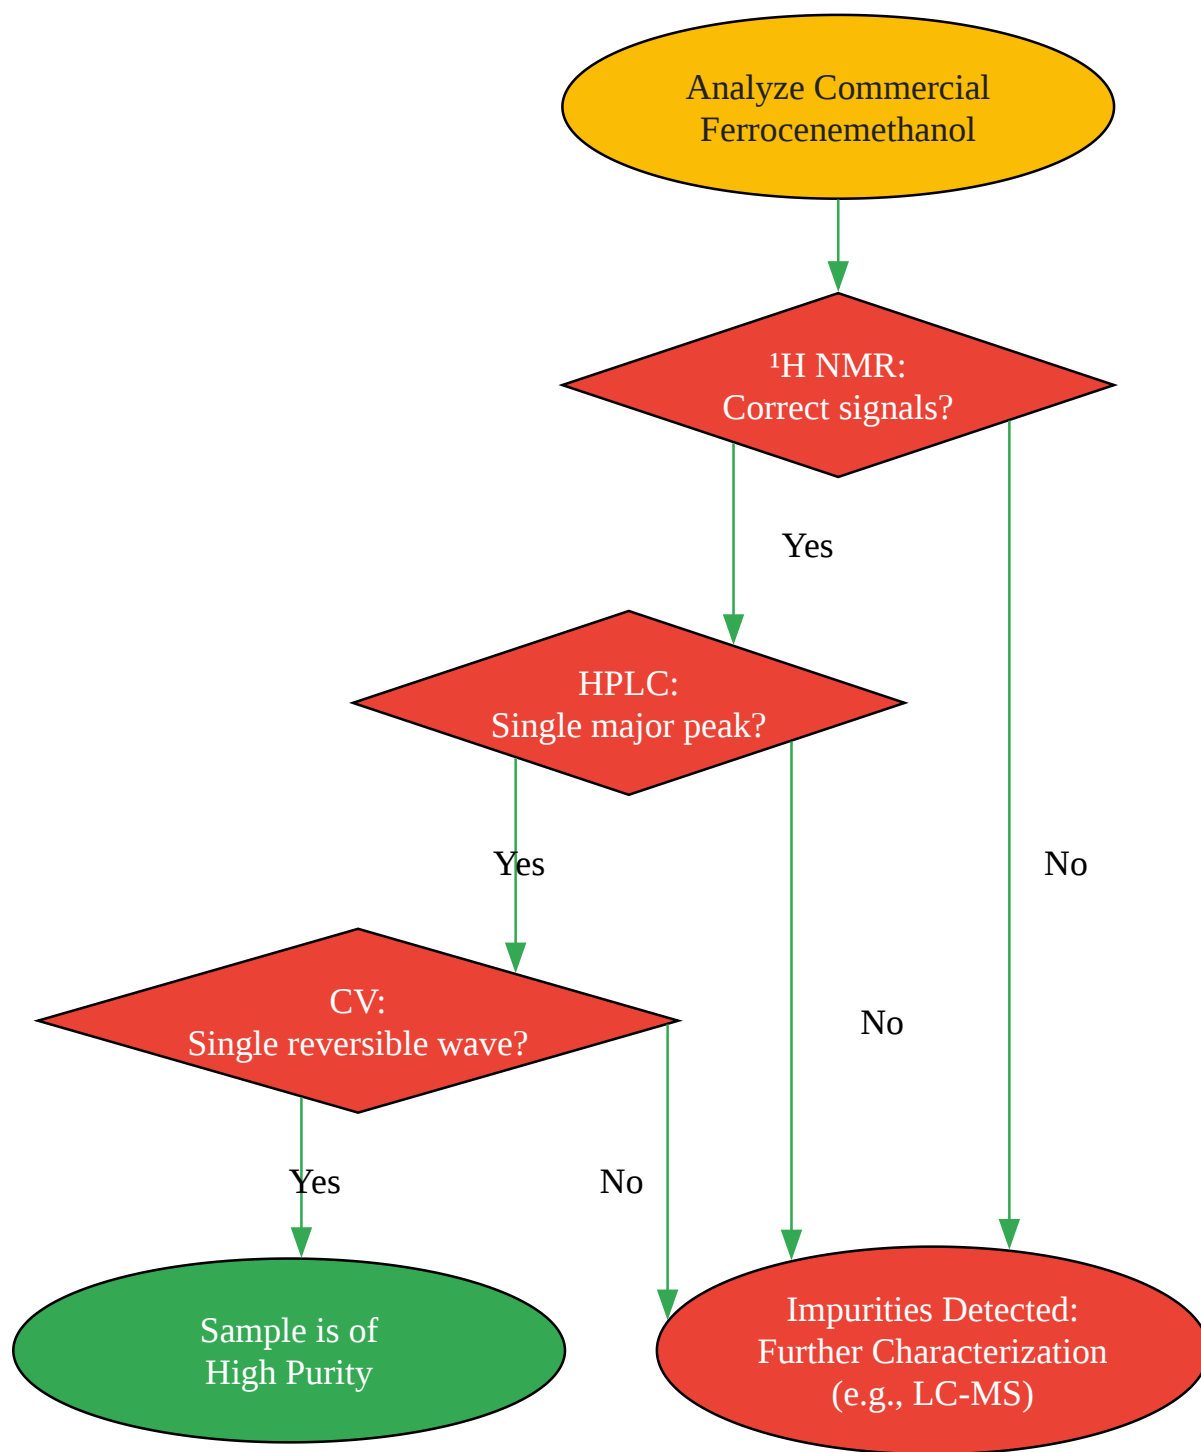 Analyze Commercial
Ferrocenemethanol
¹H NMR:
Correct signals?
Yes
HPLC:
Single major peak?
Yes
No
CV:
Single reversible wave?
No
Yes
No
Sample is of
High Purity
Impurities Detected:
Further Characterization
(e.g., LC-MS)